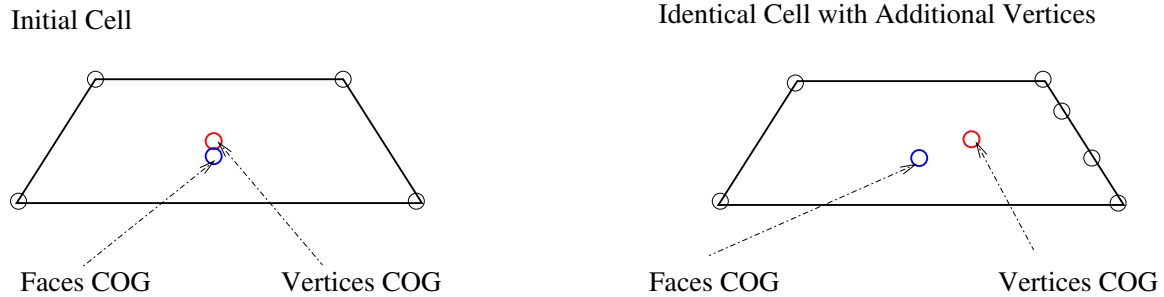 Initial Cell
Identical Cell with Additional Vertices
Faces COG
Vertices COG
Faces COG
Vertices COG